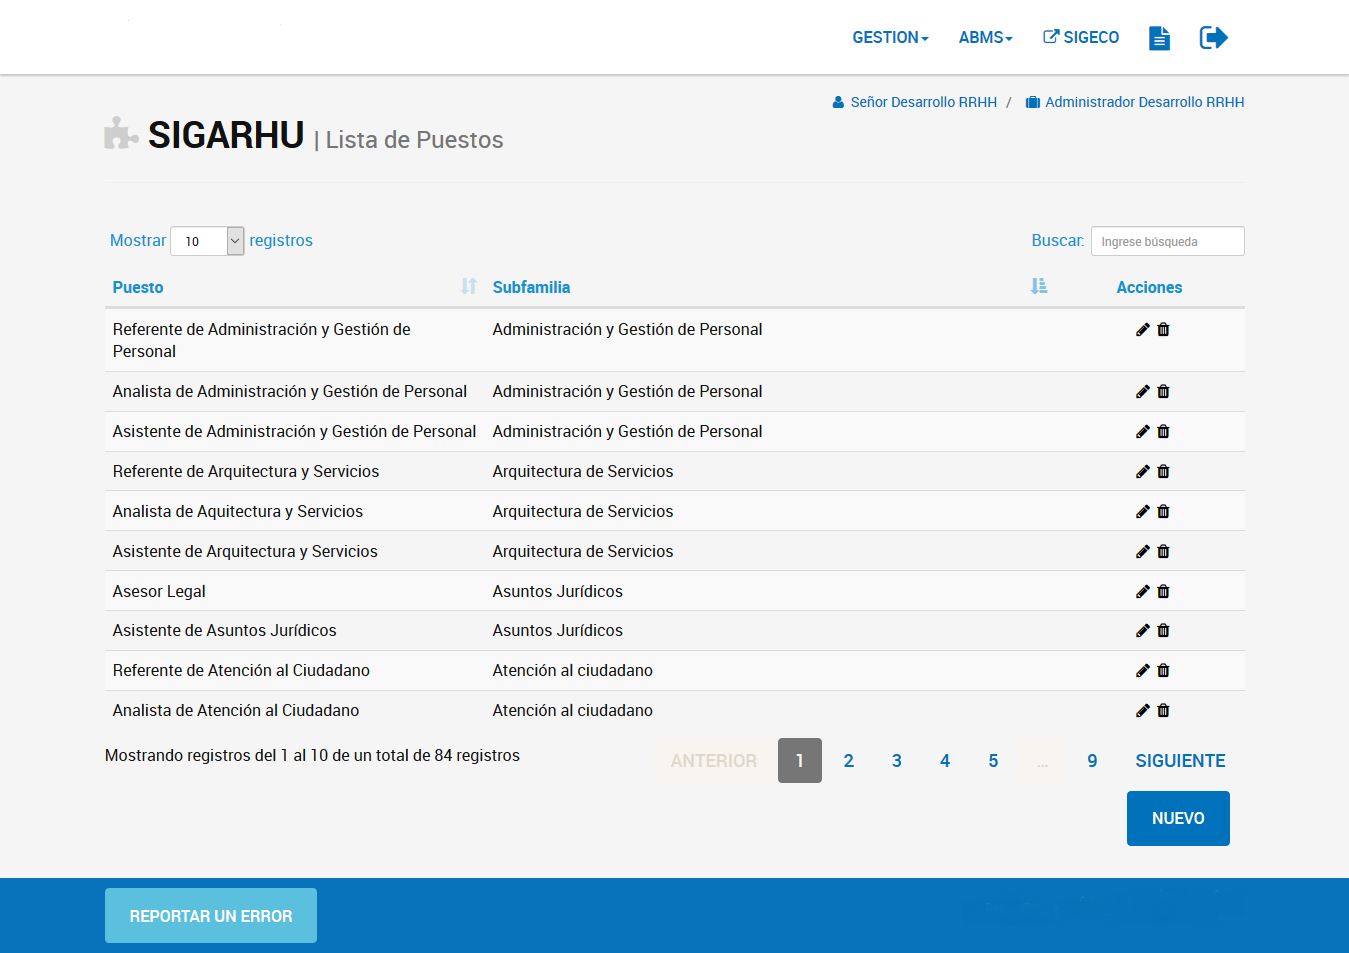 GESTION ABMS SIGECO
Señor Desarrollo RRHH / Administrador Desarrollo RRHH
SIGARHU | Lista de Puestos
Mostrar 10 registros Buscar: Ingrese búsqueda
Puesto Subfamilia Acciones
Referente de Administración y Gestión de Personal Administración y Gestión de Personal
Analista de Administración y Gestión de Personal Administración y Gestión de Personal
Asistente de Administración y Gestión de Personal Administración y Gestión de Personal
Referente de Arquitectura y Servicios Arquitectura de Servicios
Analista de Aquitectura y Servicios Arquitectura de Servicios
Asistente de Arquitectura y Servicios Arquitectura de Servicios
Asesor Legal Asuntos Jurídicos
Asistente de Asuntos Jurídicos Asuntos Jurídicos
Referente de Atención al Ciudadano Atención al ciudadano
Analista de Atención al Ciudadano Atención al ciudadano
Mostrando registros del 1 al 10 de un total de 84 registros ANTERIOR 1 2 3 4 5 ... 9 SIGUIENTE
NUEVO
REPORTAR UN ERROR